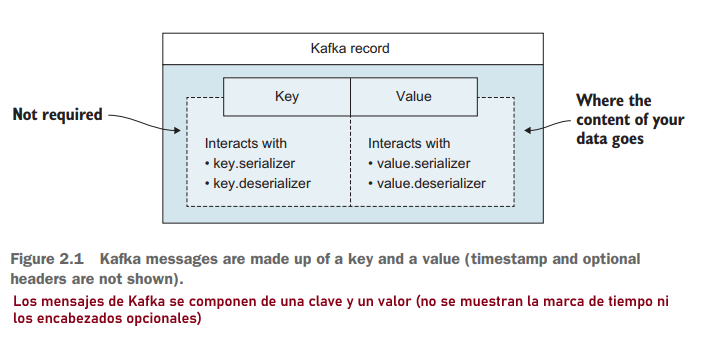 Kafka record
Key
Value
Not required
Where the
content of your
data goes
Interacts with
• key.serializer
• key.deserializer
Interacts with
• value.serializer
• value.deserializer
Figure 2.1 Kafka messages are made up of a key and a value (timestamp and optional
headers are not shown).
Los mensajes de Kafka se componen de una clave y un valor (no se muestran la marca de tiempo ni
los encabezados opcionales)